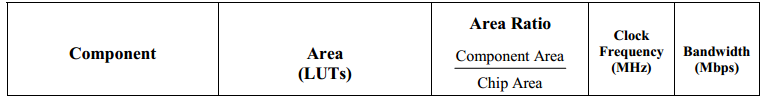 Component
Area
(LUTs)
Area Ratio
Component Area
Chip Area
Clock
Frequency
(MHz)
Bandwidth
(Mbps)